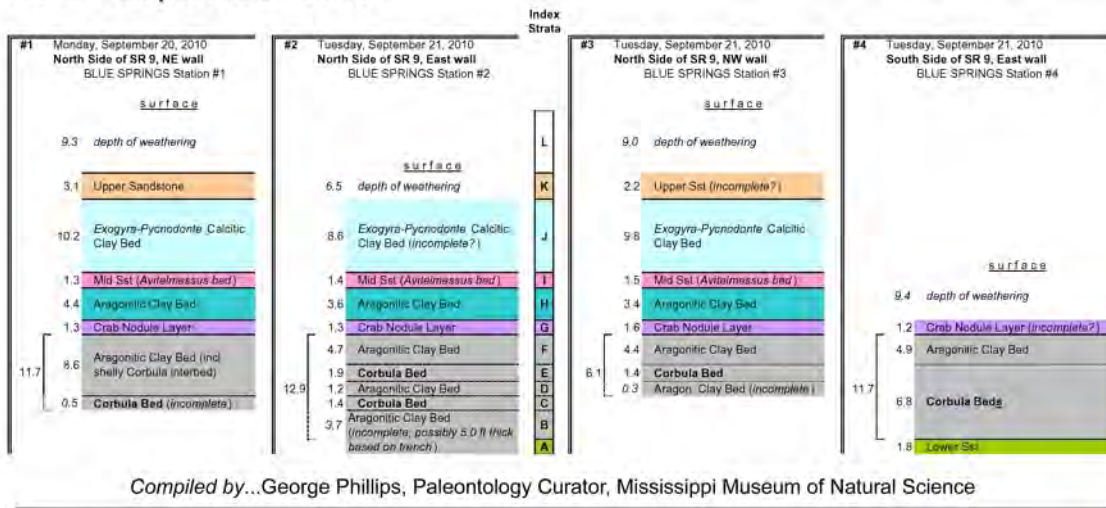 Index
Strata
#1 Monday, September 20, 2010
North Side of SR 9, NE wall
BLUE SPRINGS Station #1
surface
9.3 depth of weathering
3.1 Upper Sandstone
10.2 Exogyra-Pycnodonte Calcitic
Clay Bed
1.3 Mid Sst (Avitelmessus bed)
4.4 Aragonitic Clay Bed
1.3 Crab Nodule Layer
11.7
8.6 Aragonitic Clay Bed (incl
shelly Corbula interbed)
0.5 Corbula Bed (incomplete)
#2 Tuesday, September 21, 2010
North Side of SR 9, East wall
BLUE SPRINGS Station #2
surface
6.5 depth of weathering
8.6 Exogyra-Pycnodonte Calcitic
Clay Bed (incomplete?)
1.4 Mid Sst (Avitelmessus bed)
3.6 Aragonitic Clay Bed
1.3 Crab Nodule Layer
4.7 Aragonitic Clay Bed
1.9 Corbula Bed
12.9
1.2 Aragonitic Clay Bed
1.4 Corbula Bed
3.7 Aragonitic Clay Bed
(incomplete; possibly 5.0 ft thick
based on trench)
L
K
J
I
H
G
F
E
D
C
B
A
#3 Tuesday, September 21, 2010
North Side of SR 9, NW wall
BLUE SPRINGS Station #3
surface
9.0 depth of weathering
2.2 Upper Sst (incomplete?)
9.8 Exogyra-Pycnodonte Calcitic
Clay Bed
1.5 Mid Sst (Avitelmessus bed)
3.4 Aragonitic Clay Bed
1.6 Crab Nodule Layer
4.4 Aragonitic Clay Bed
6.1
1.4 Corbula Bed
0.3 Aragon. Clay Bed (incomplete)
#4 Tuesday, September 21, 2010
South Side of SR 9, East wall
BLUE SPRINGS Station #4
surface
9.4 depth of weathering
1.2 Crab Nodule Layer (incomplete?)
4.9 Aragonitic Clay Bed
11.7
6.8 Corbula Beds
1.8 Lower Sst
Compiled by...George Phillips, Paleontology Curator, Mississippi Museum of Natural Science